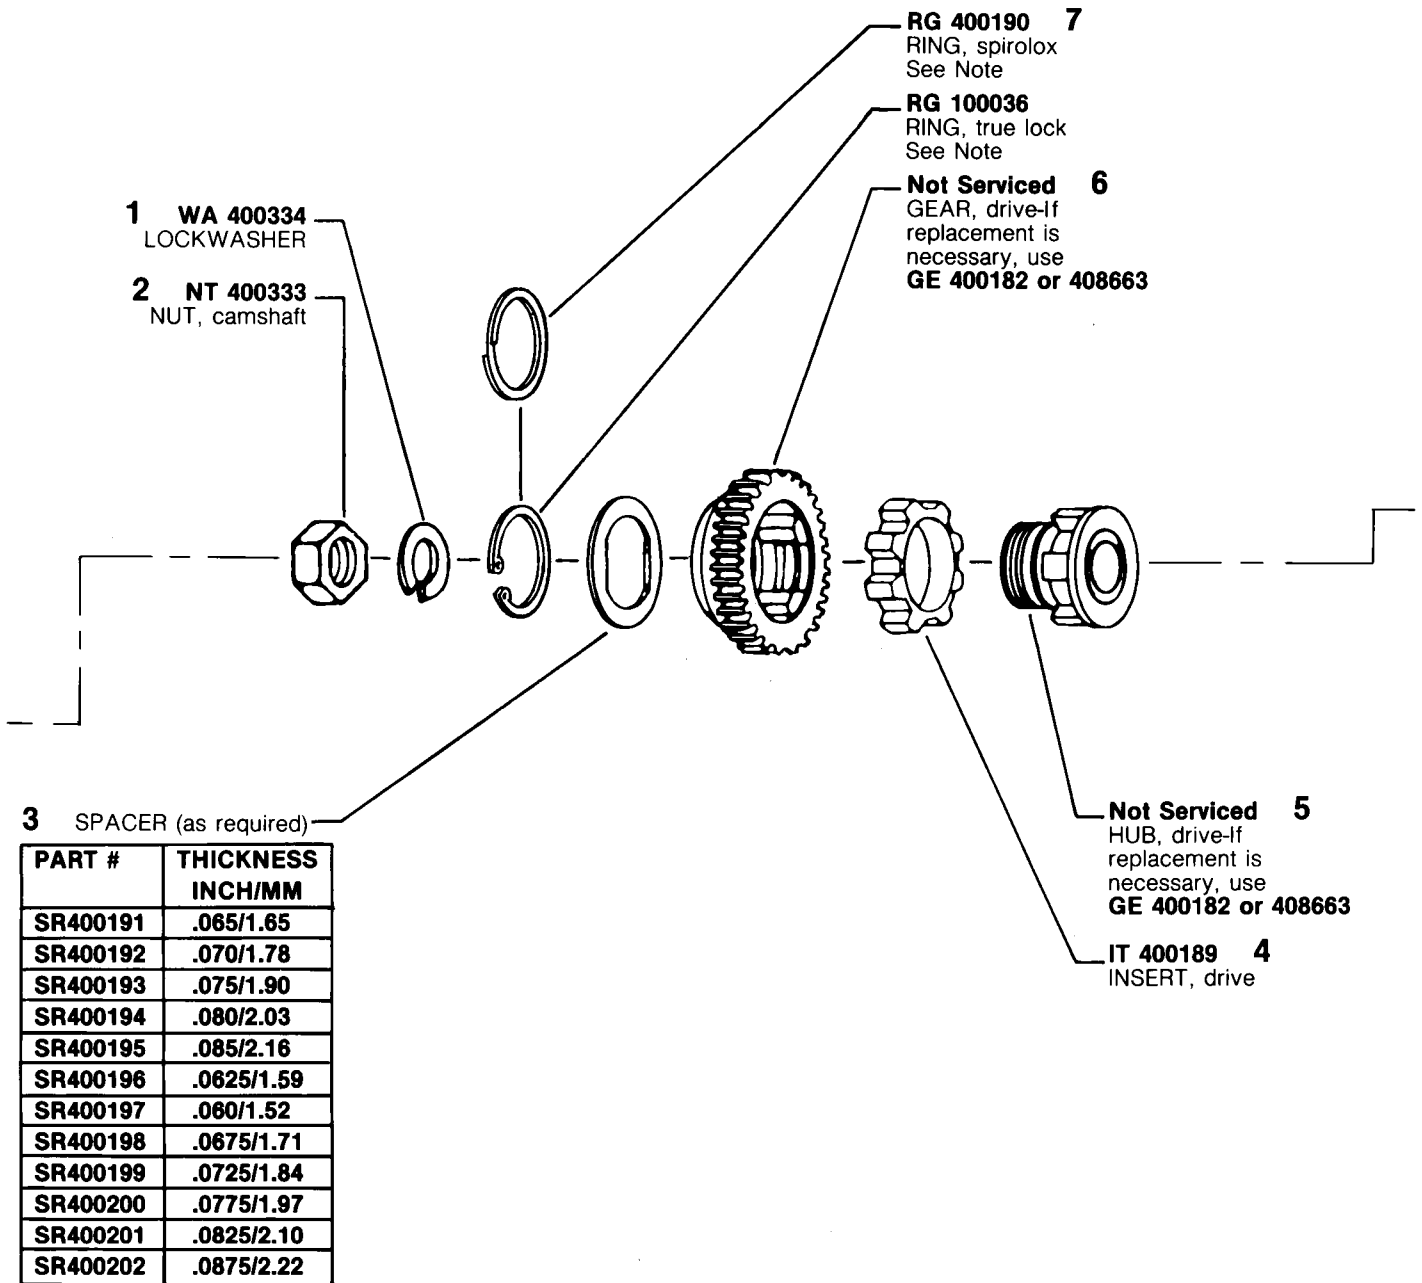 RG 400190 7
RING, spirolox
See Note
RG 100036
RING, true lock
See Note
Not Serviced 6
GEAR, drive-If
replacement is
necessary, use
GE 400182 or 408663
1 WA 400334
LOCKWASHER
2 NT 400333
NUT, camshaft
3 SPACER (as required)
PART # THICKNESS
INCH/MM
SR400191 .065/1.65
SR400192 .070/1.78
SR400193 .075/1.90
SR400194 .080/2.03
SR400195 .085/2.16
SR400196 .0625/1.59
SR400197 .060/1.52
SR400198 .0675/1.71
SR400199 .0725/1.84
SR400200 .0775/1.97
SR400201 .0825/2.10
SR400202 .0875/2.22
Not Serviced 5
HUB, drive-If
replacement is
necessary, use
GE 400182 or 408663
IT 400189 4
INSERT, drive